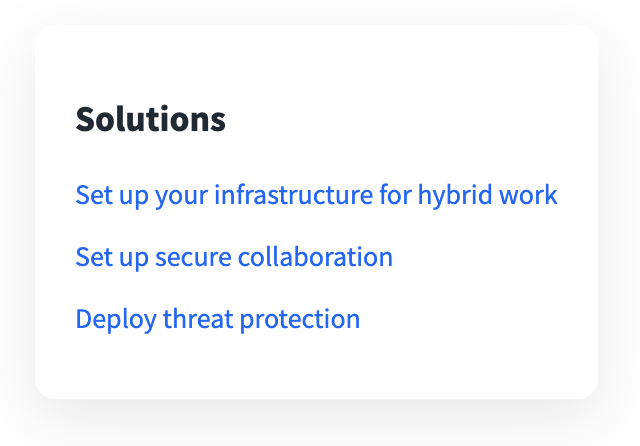 Solutions
Set up your infrastructure for hybrid work
Set up secure collaboration
Deploy threat protection